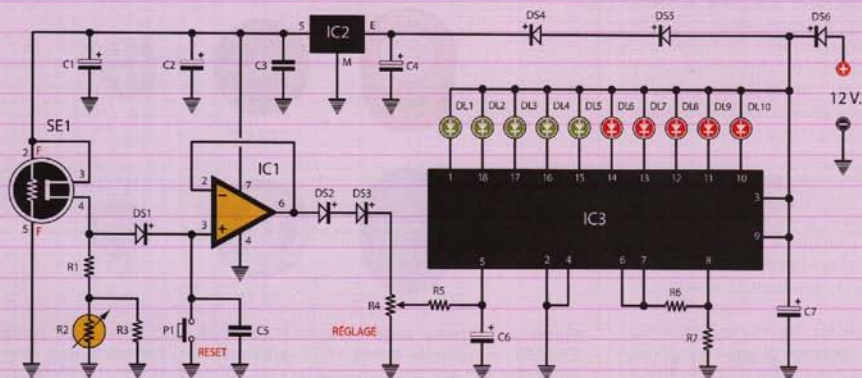 DS4
DS5
DS6
S
IC2
E
M
C1
C2
C3
C4
12 V.
DL1
DL2
DL3
DL4
DL5
DL6
DL7
DL8
DL9
DL10
SE1
2
F
3
4
5
F
IC1
2
7
6
3
4
DS1
DS2
DS3
1
18
17
16
15
14
13
12
11
10
IC3
3
9
5
2
4
6
7
8
R1
R2
R3
P1
RESET
C5
R4
RÉGLAGE
R5
C6
R6
R7
C7